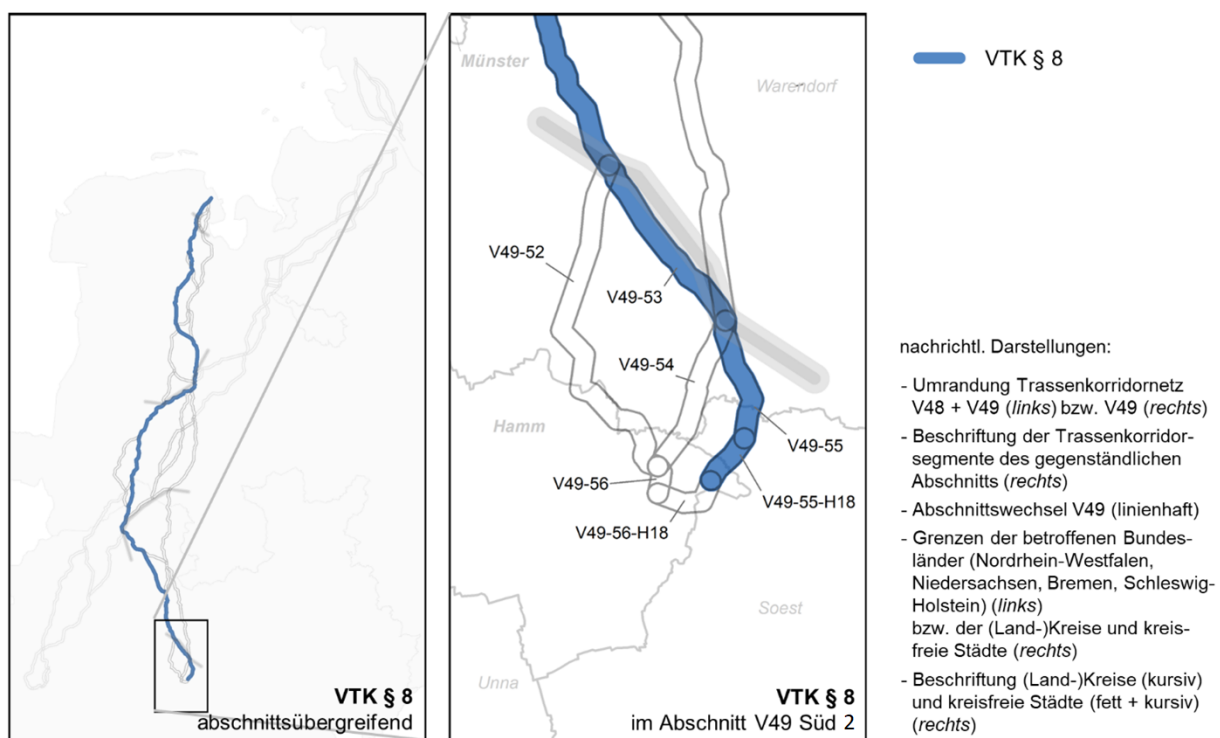 VTK § 8
abschnittsübergreifend
Münster
Warendorf
V49-52
V49-53
V49-54
Hamm
V49-55
V49-56
V49-55-H18
V49-56-H18
Soest
Unna
VTK § 8
im Abschnitt V49 Süd 2
VTK § 8
nachrichtl. Darstellungen:
- Umrandung Trassenkorridornetz
V48 + V49 (links) bzw. V49 (rechts)
- Beschriftung der Trassenkorridor-
segmente des gegenständlichen
Abschnitts (rechts)
- Abschnittswechsel V49 (linienhaft)
- Grenzen der betroffenen Bundes-
länder (Nordrhein-Westfalen,
Niedersachsen, Bremen, Schleswig-
Holstein) (links)
bzw. der (Land-)Kreise und kreis-
freie Städte (rechts)
- Beschriftung (Land-)Kreise (kursiv)
und kreisfreie Städte (fett + kursiv)
(rechts)